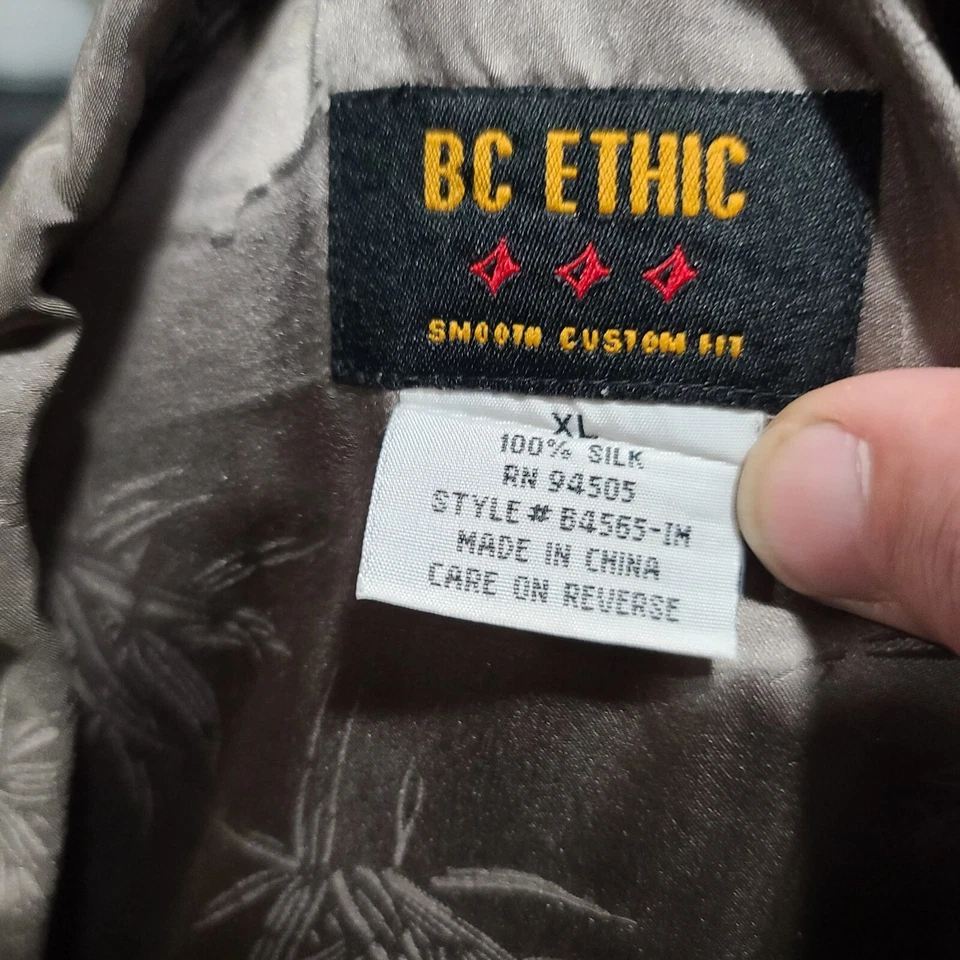 BC ETHIC
SMOOTH CUSTOM FIT
XL
100% SILK
RN 94505
STYLE# B4565-IM
MADE IN CHINA
CARE ON REVERSE